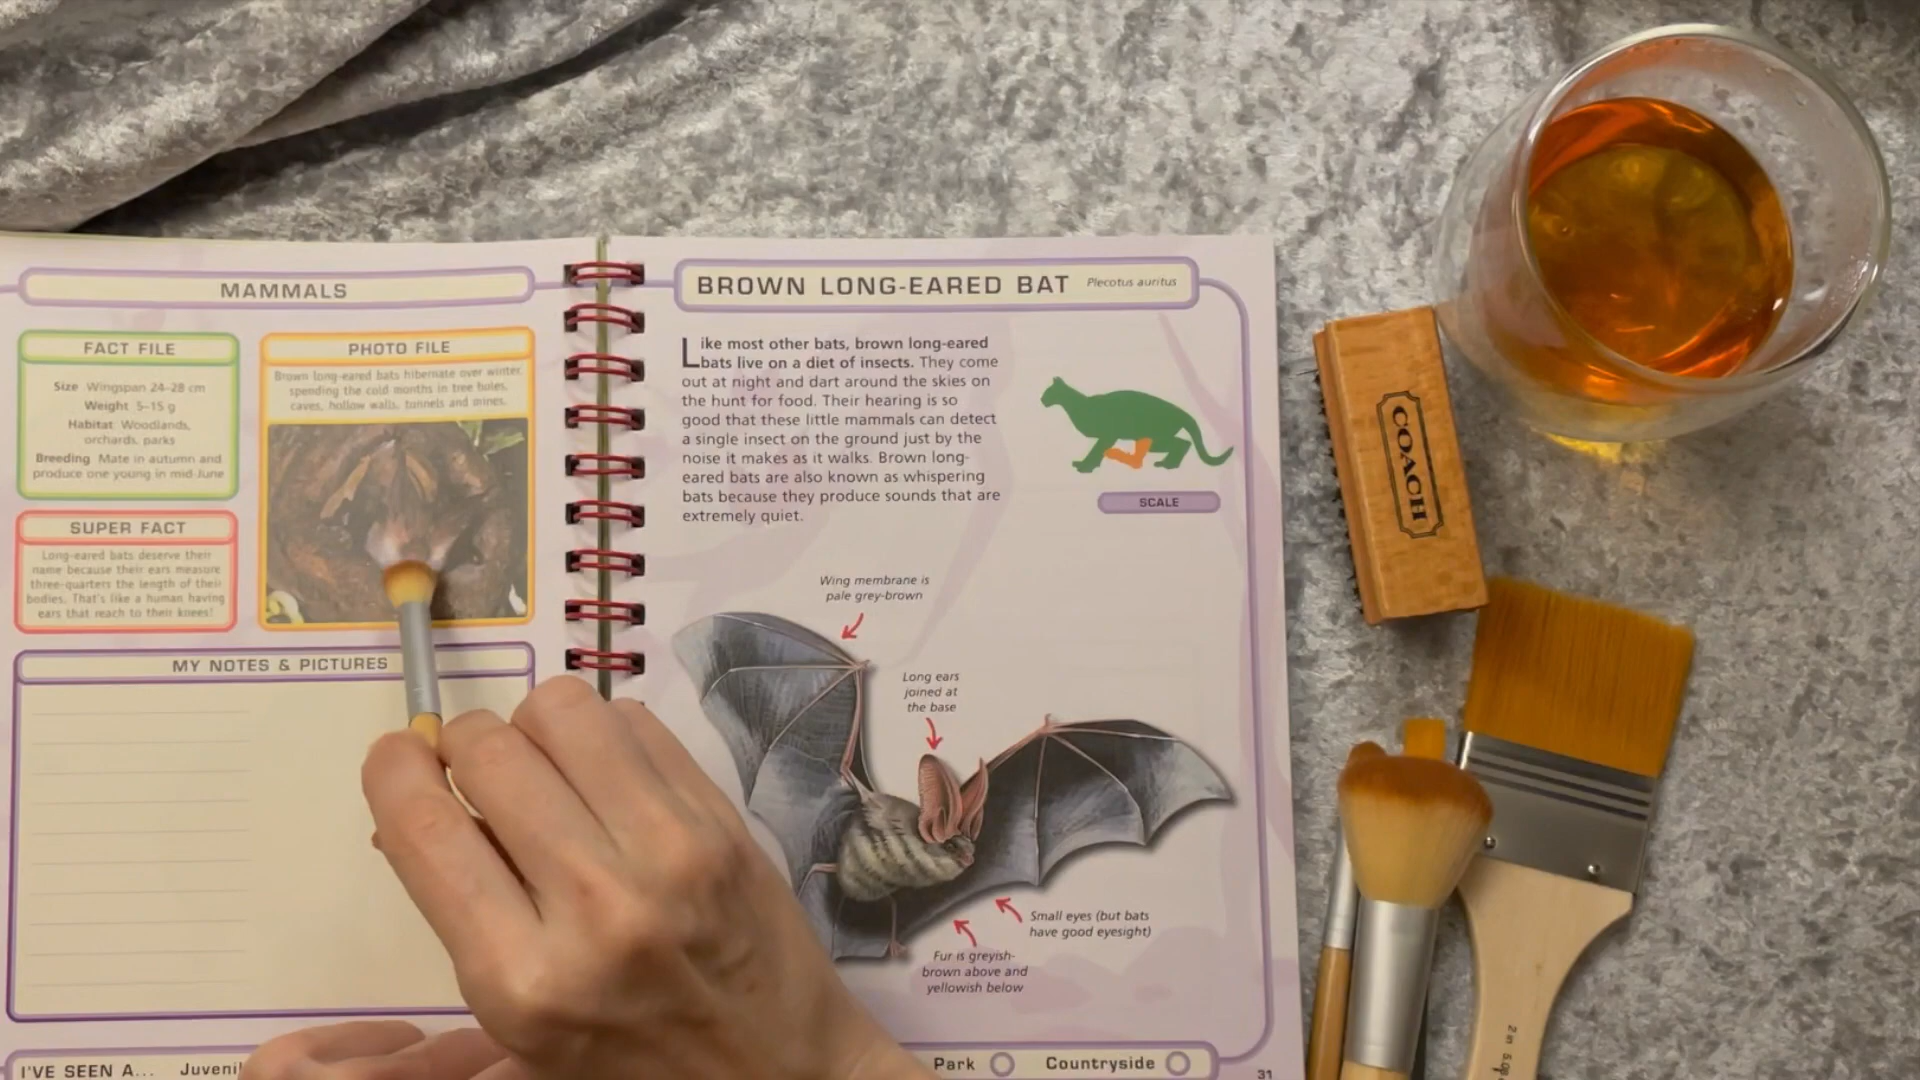 MAMMALS
FACT FILE
Size Wingspan 24–28 cm
Weight 5–15 g
Habitat Woodlands,
orchards, parks
Breeding Mate in autumn and
produce one young in mid-June
SUPER FACT
Long-eared bats deserve their
name because their ears measure
three-quarters the length of their
bodies. That's like a human having
ears that reach to their knees!
PHOTO FILE
Brown long-eared bats hibernate over winter,
spending the cold months in tree holes,
caves, hollow walls, tunnels and mines.
MY NOTES & PICTURES
I'VE SEEN A... Juvenil
BROWN LONG-EARED BAT Plecotus auritus
Like most other bats, brown long-eared
bats live on a diet of insects. They come
out at night and dart around the skies on
the hunt for food. Their hearing is so
good that these little mammals can detect
a single insect on the ground just by the
noise it makes as it walks. Brown long-
eared bats are also known as whispering
bats because they produce sounds that are
extremely quiet.
SCALE
Wing membrane is
pale grey-brown
Long ears
joined at
the base
Small eyes (but bats
have good eyesight)
Fur is greyish-
brown above and
yellowish below
Park Countryside
31
COACH
2 in